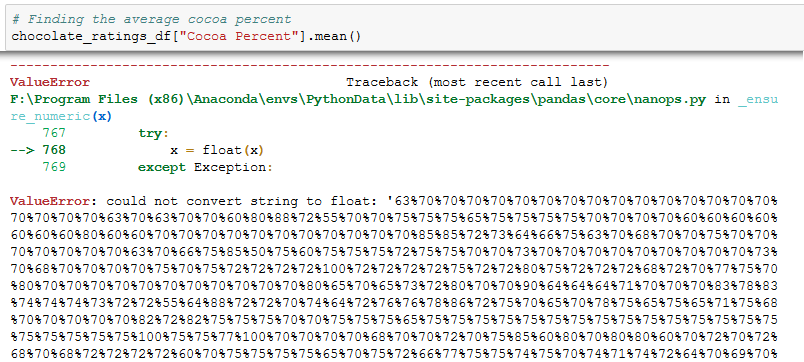 # Finding the average cocoa percent
chocolate_ratings_df["Cocoa Percent"].mean()
---------------------------------------------------------------------------
ValueError                                Traceback (most recent call last)
F:\Program Files (x86)\Anaconda\envs\PythonData\lib\site-packages\pandas\core\nanops.py in _ensu
re_numeric(x)
    767         try:
--> 768             x = float(x)
    769         except Exception:
ValueError: could not convert string to float: '63%70%70%70%70%70%70%70%70%70%70%70%70%70%70%70%
70%70%70%70%63%70%63%70%70%60%80%88%72%55%70%70%75%75%75%65%75%75%75%75%70%70%70%70%60%60%60%60%
60%60%60%80%60%60%70%70%70%70%70%70%70%70%70%70%70%70%85%85%72%73%64%66%75%63%70%68%70%70%75%70%70%
70%70%70%70%70%63%70%66%75%85%50%75%60%75%75%75%72%75%75%70%70%73%70%70%70%70%70%70%70%70%70%73%
70%68%70%70%70%70%75%70%75%72%72%72%72%100%72%72%72%72%75%72%72%80%75%72%72%72%68%72%70%77%75%70
%80%70%70%70%70%70%70%70%70%70%70%80%65%70%65%73%72%80%70%70%90%64%64%64%71%70%70%70%83%78%83
%74%74%74%73%72%72%55%64%88%72%72%70%74%64%72%76%76%78%86%72%75%70%65%70%78%75%65%75%65%71%75%68
%70%70%70%70%70%82%72%82%75%75%75%70%70%75%75%75%65%75%75%75%75%75%75%75%75%75%75%75%75%75%75%75
%75%75%75%75%75%100%75%75%77%100%70%70%70%70%68%70%70%72%70%75%85%60%80%70%80%80%60%70%72%70%72%
68%70%68%72%72%72%72%60%70%75%75%75%75%65%70%75%72%66%77%75%75%74%75%70%74%71%74%72%64%70%69%70%